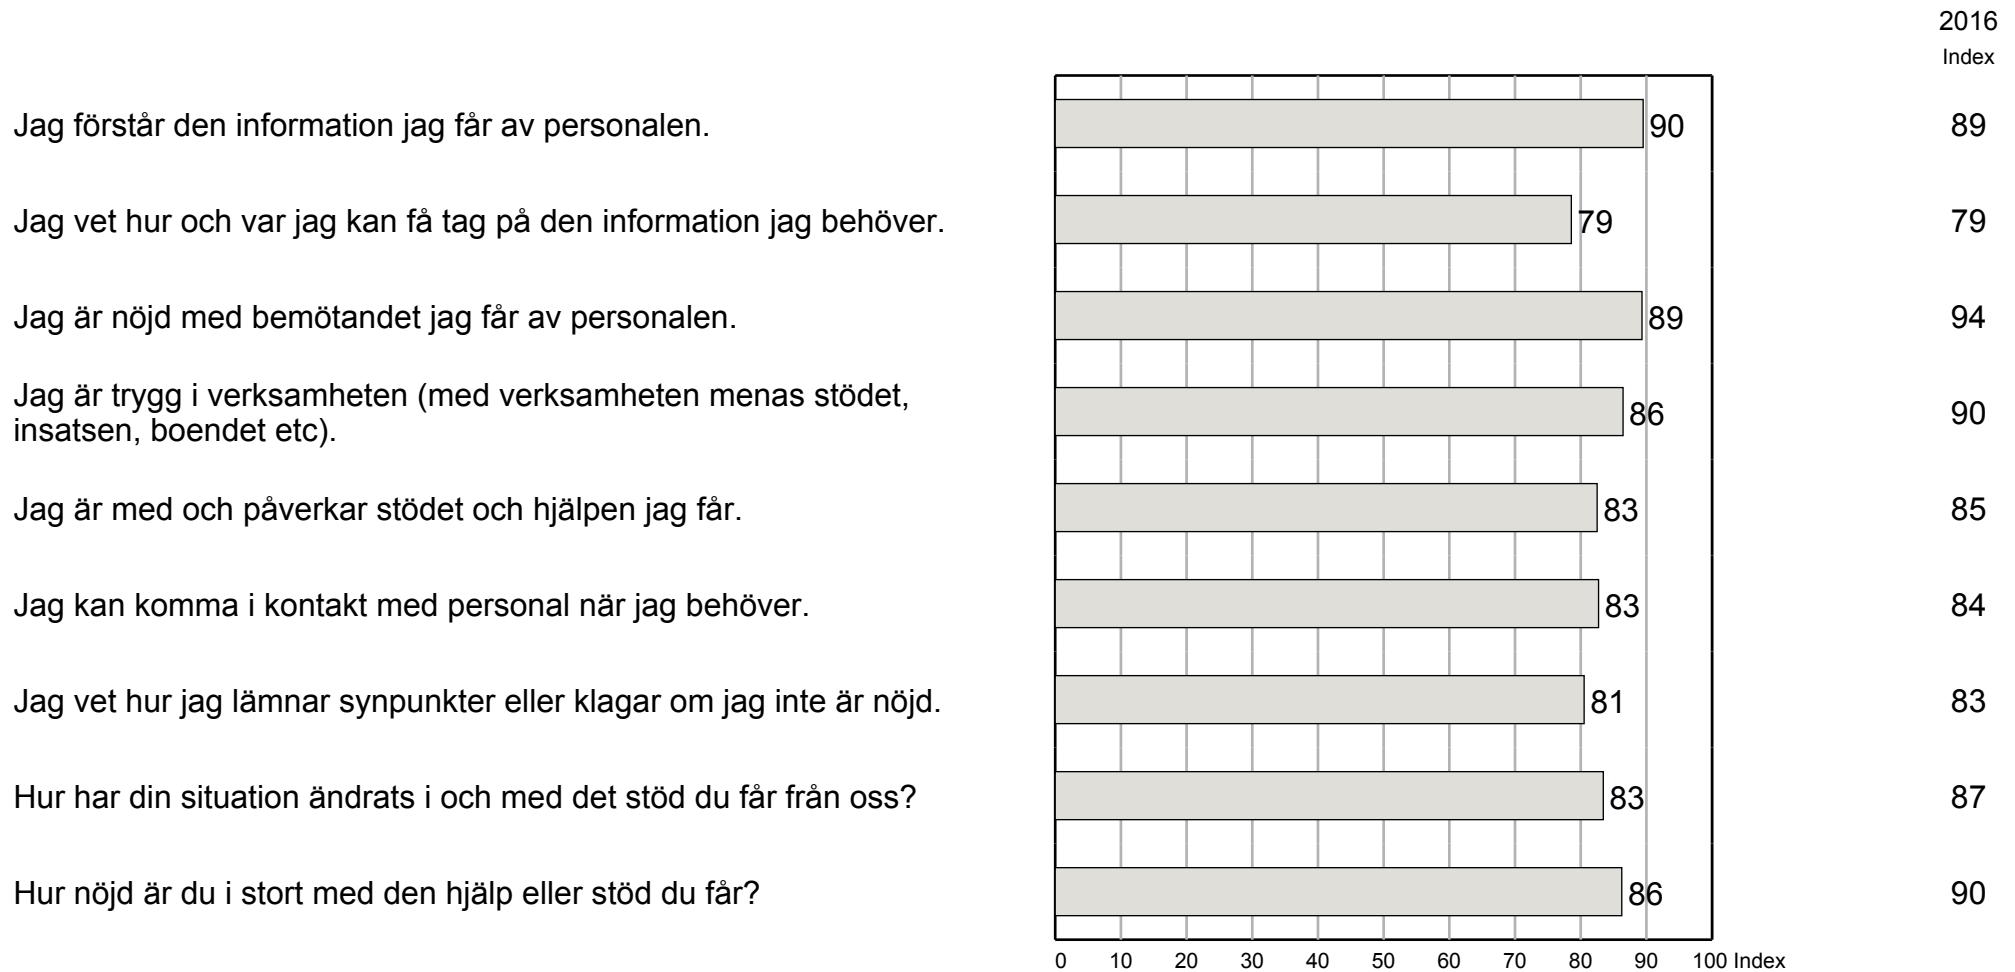 2016
Index
Jag förstår den information jag får av personalen. 90 89
Jag vet hur och var jag kan få tag på den information jag behöver. 79 79
Jag är nöjd med bemötandet jag får av personalen. 89 94
Jag är trygg i verksamheten (med verksamheten menas stödet,
insatsen, boendet etc). 86 90
Jag är med och påverkar stödet och hjälpen jag får. 83 85
Jag kan komma i kontakt med personal när jag behöver. 83 84
Jag vet hur jag lämnar synpunkter eller klagar om jag inte är nöjd. 81 83
Hur har din situation ändrats i och med det stöd du får från oss? 83 87
Hur nöjd är du i stort med den hjälp eller stöd du får? 86 90
0 10 20 30 40 50 60 70 80 90 100 Index